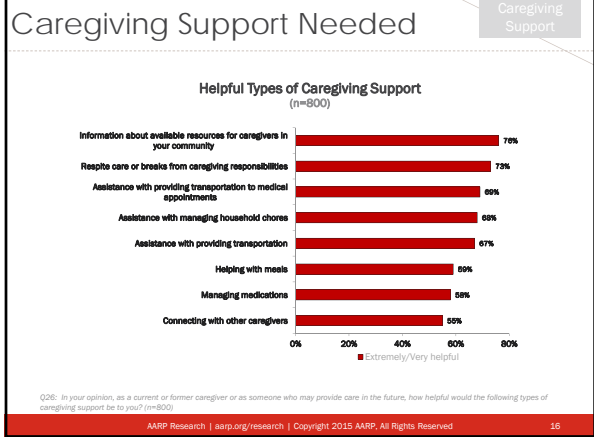 Caregiving Support Needed
Caregiving
Support
Helpful Types of Caregiving Support
(n=800)
Information about available resources for caregivers in
your community
76%
Respite care or breaks from caregiving responsibilities
73%
Assistance with providing transportation to medical
appointments
69%
Assistance with managing household chores
68%
Assistance with providing transportation
67%
Helping with meals
59%
Managing medications
58%
Connecting with other caregivers
55%
0% 20% 40% 60% 80%
Extremely/Very helpful
Q26: In your opinion, as a current or former caregiver or as someone who may provide care in the future, how helpful would the following types of
caregiving support be to you? (n=800)
AARP Research | aarp.org/research | Copyright 2015 AARP, All Rights Reserved 16